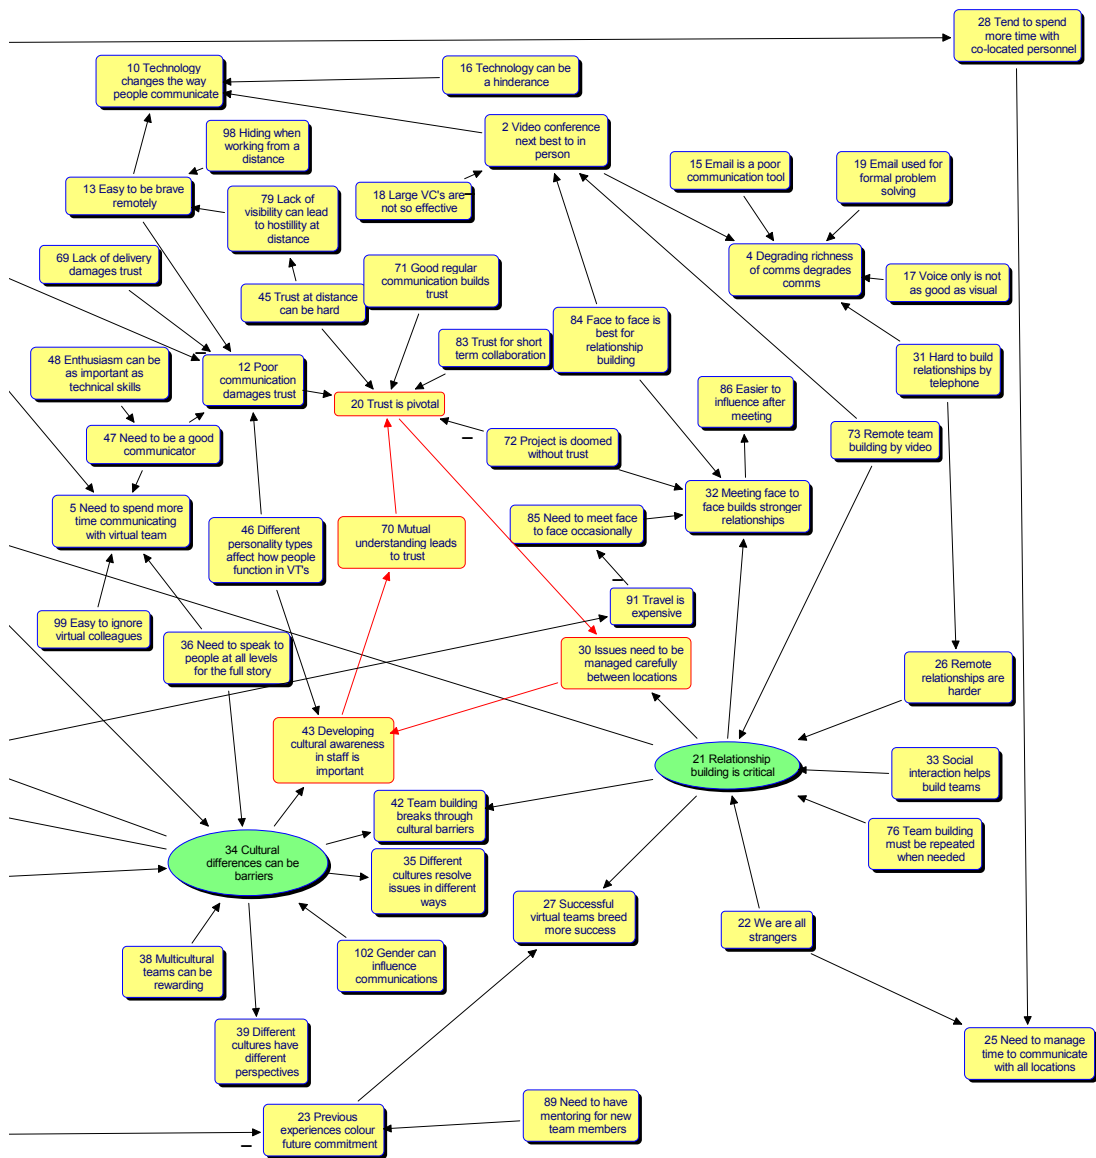 28 Tend to spend
more time with
co-located personnel
10 Technology
changes the way
people communicate
16 Technology can be
a hinderance
2 Video conference
next best to in
person
98 Hiding when
working from a
distance
15 Email is a poor
communication tool
19 Email used for
formal problem
solving
13 Easy to be brave
remotely
18 Large VC's are
not so effective
79 Lack of
visibility can lead
to hostillity at
distance
69 Lack of delivery
damages trust
71 Good regular
communication builds
trust
4 Degrading richness
of comms degrades
comms
17 Voice only is not
as good as visual
45 Trust at distance
can be hard
84 Face to face is
best for
relationship
building
83 Trust for short
term collaboration
48 Enthusiasm can be
as important as
technical skills
12 Poor
communication
damages trust
31 Hard to build
relationships by
telephone
86 Easier to
influence after
meeting
20 Trust is pivotal
47 Need to be a good
communicator
72 Project is doomed
without trust
73 Remote team
building by video
5 Need to spend more
time communicating
with virtual team
32 Meeting face to
face builds stronger
relationships
46 Different
personality types
affect how people
function in VT's
70 Mutual
understanding leads
to trust
85 Need to meet face
to face occasionally
99 Easy to ignore
virtual colleagues
91 Travel is
expensive
36 Need to speak to
people at all levels
for the full story
30 Issues need to be
managed carefully
between locations
26 Remote
relationships are
harder
43 Developing
cultural awareness
in staff is
important
21 Relationship
building is critical
33 Social
interaction helps
build teams
42 Team building
breaks through
cultural barriers
76 Team building
must be repeated
when needed
34 Cultural
differences can be
barriers
35 Different
cultures resolve
issues in different
ways
27 Successful
virtual teams breed
more success
22 We are all
strangers
38 Multicultural
teams can be
rewarding
102 Gender can
influence
communications
39 Different
cultures have
different
perspectives
25 Need to manage
time to communicate
with all locations
23 Previous
experiences colour
future commitment
89 Need to have
mentoring for new
team members